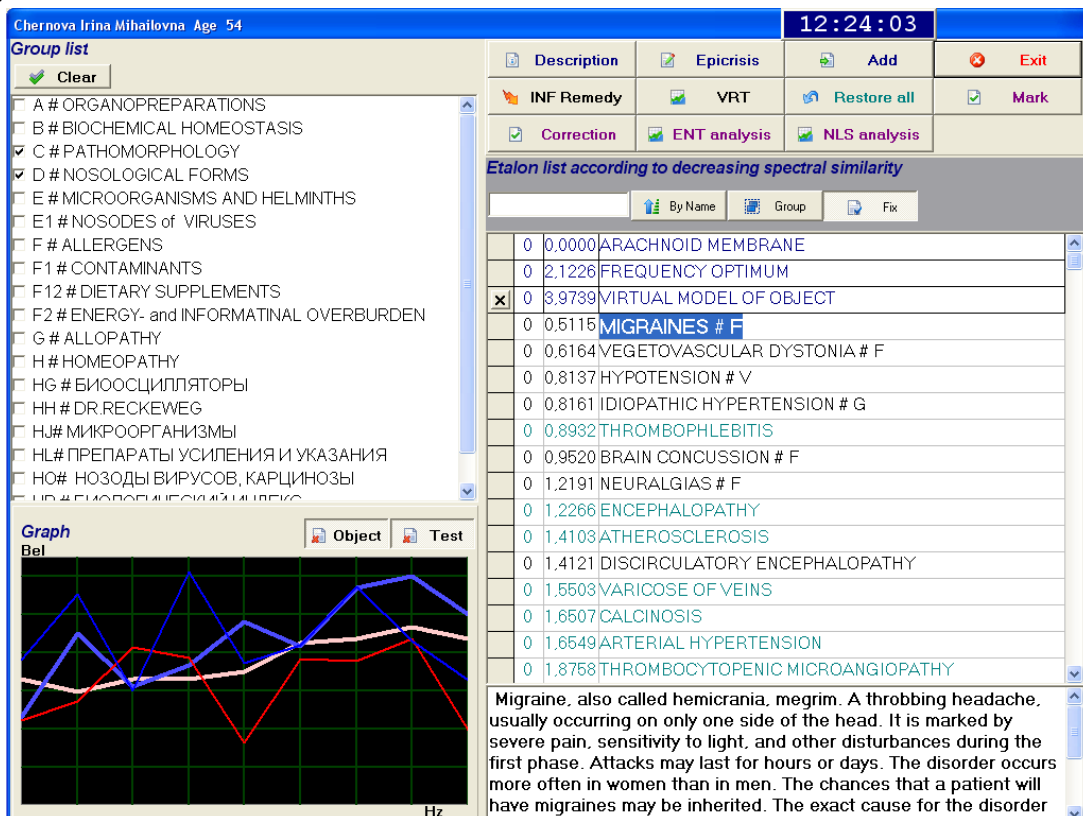 Chernova Irina Mihailovna Age 54
12:24:03
Group list
Clear
A # ORGANOPREPARATIONS
B # BIOCHEMICAL HOMEOSTASIS
C # PATHOMORPHOLOGY
D # NOSOLOGICAL FORMS
E # MICROORGANISMS AND HELMINTHS
E1 # NOSODES of VIRUSES
F # ALLERGENS
F1 # CONTAMINANTS
F12 # DIETARY SUPPLEMENTS
F2 # ENERGY- and INFORMATINAL OVERBURDEN
G # ALLOPATHY
H # HOMEOPATHY
HG # БИООСЦИЛЛЯТОРЫ
HH # DR.RECKEWEG
HJ# МИКРООРГАНИЗМЫ
HL# ПРЕПАРАТЫ УСИЛЕНИЯ И УКАЗАНИЯ
HO# НОЗОДЫ ВИРУСОВ, КАРЦИНОЗЫ
Graph
Object
Test
Bel
Hz
Description
Epicrisis
Add
Exit
INF Remedy
VRT
Restore all
Mark
Correction
ENT analysis
NLS analysis
Etalon list according to decreasing spectral similarity
By Name
Group
Fix
0 0,0000 ARACHNOID MEMBRANE
0 2,1226 FREQUENCY OPTIMUM
0 3,9739 VIRTUAL MODEL OF OBJECT
0 0,5115 MIGRAINES # F
0 0,6164 VEGETOVASCULAR DYSTONIA # F
0 0,8137 HYPOTENSION # V
0 0,8161 IDIOPATHIC HYPERTENSION # G
0 0,8932 THROMBOPHLEBITIS
0 0,9520 BRAIN CONCUSSION # F
0 1,2191 NEURALGIAS # F
0 1,2266 ENCEPHALOPATHY
0 1,4103 ATHEROSCLEROSIS
0 1,4121 DISCIRCULATORY ENCEPHALOPATHY
0 1,5503 VARICOSE OF VEINS
0 1,6507 CALCINOSIS
0 1,6549 ARTERIAL HYPERTENSION
0 1,8758 THROMBOCYTOPENIC MICROANGIOPATHY
Migraine, also called hemicrania, megrim. A throbbing headache,
usually occurring on only one side of the head. It is marked by
severe pain, sensitivity to light, and other disturbances during the
first phase. Attacks may last for hours or days. The disorder occurs
more often in women than in men. The chances that a patient will
have migraines may be inherited. The exact cause for the disorder